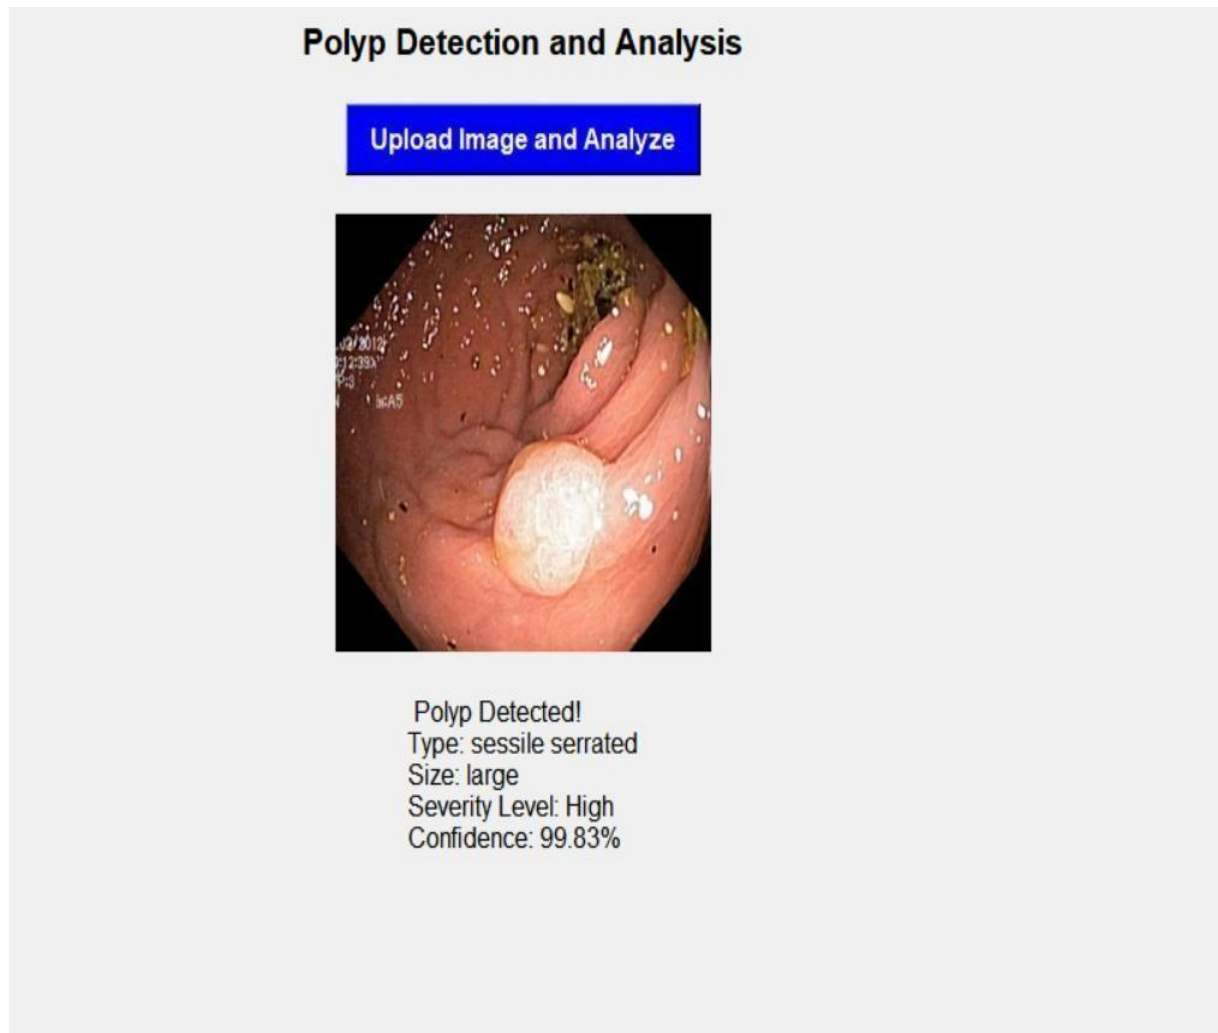 Polyp Detection and Analysis
Upload Image and Analyze
Polyp Detected!
Type: sessile serrated
Size: large
Severity Level: High
Confidence: 99.83%